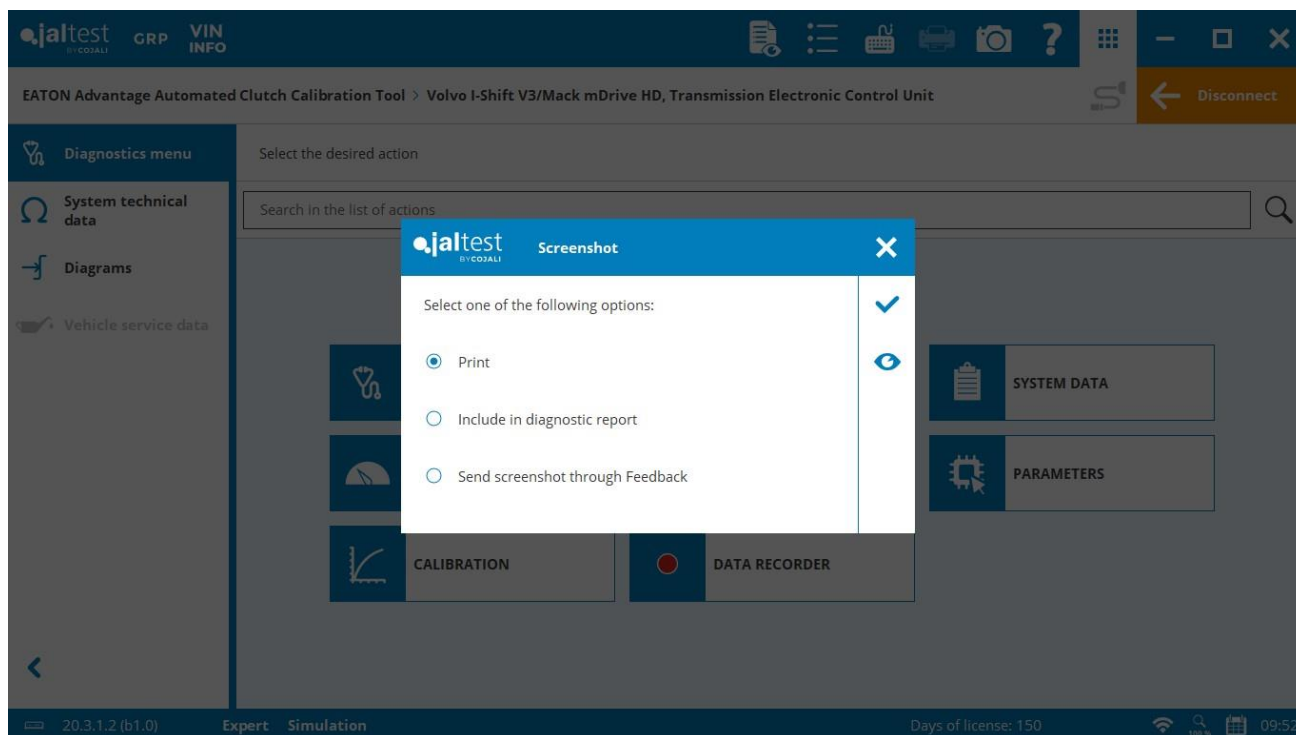 jaltest
BY COJALI
GRP
VIN
INFO
?
EATON Advantage Automated Clutch Calibration Tool > Volvo I-Shift V3/Mack mDrive HD, Transmission Electronic Control Unit
Disconnect
Diagnostics menu
Select the desired action
System technical
data
Search in the list of actions
Diagrams
Vehicle service data
jaltest
BY COJALI
Screenshot
Select one of the following options:
Print
Include in diagnostic report
Send screenshot through Feedback
SYSTEM DATA
PARAMETERS
CALIBRATION
DATA RECORDER
20.3.1.2 (b1.0)
Expert
Simulation
Days of license: 150
100 %
09:52